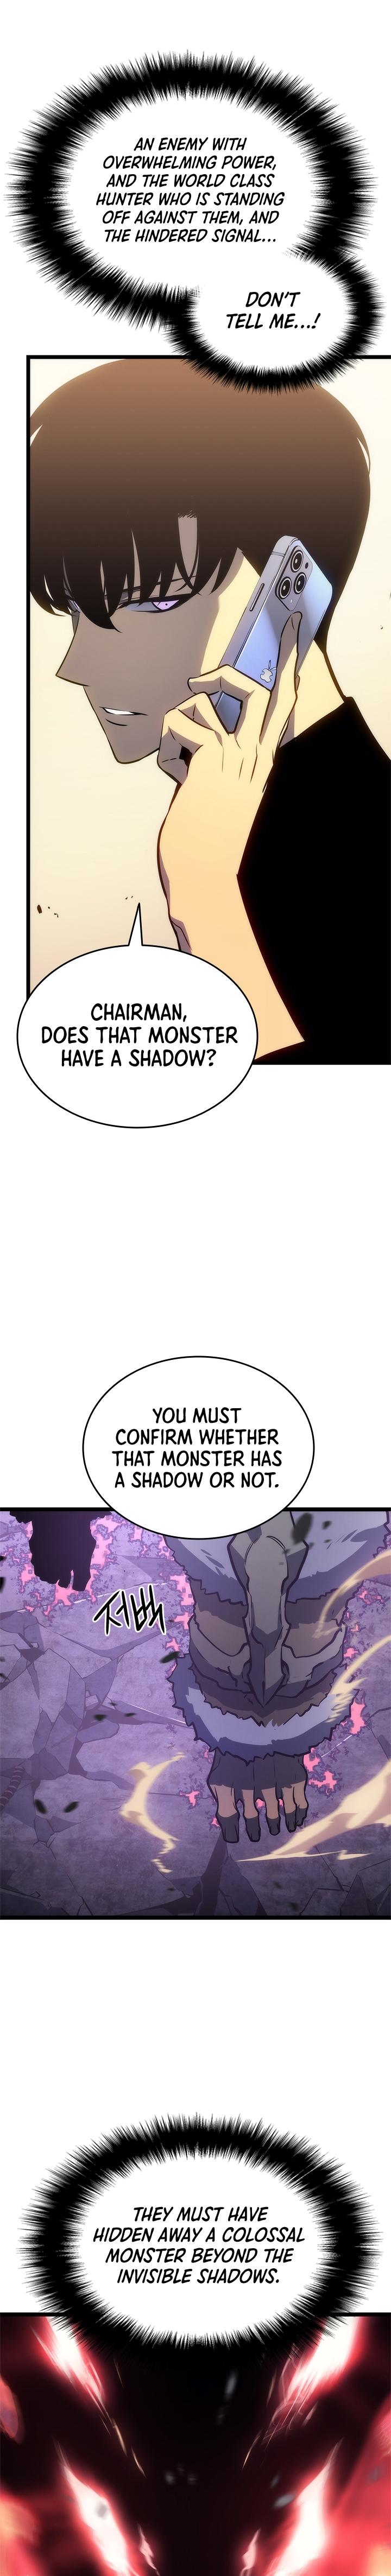 AN ENEMY WITH
OVERWHELMING POWER,
AND THE WORLD CLASS
HUNTER WHO IS STANDING
OFF AGAINST THEM, AND
THE HINDERED SIGNAL...
DON'T
TELL ME...!
CHAIRMAN,
DOES THAT MONSTER
HAVE A SHADOW?
YOU MUST
CONFIRM WHETHER
THAT MONSTER HAS
A SHADOW OR NOT.
저벅
THEY MUST HAVE
HIDDEN AWAY A COLOSSAL
MONSTER BEYOND THE
INVISIBLE SHADOWS.